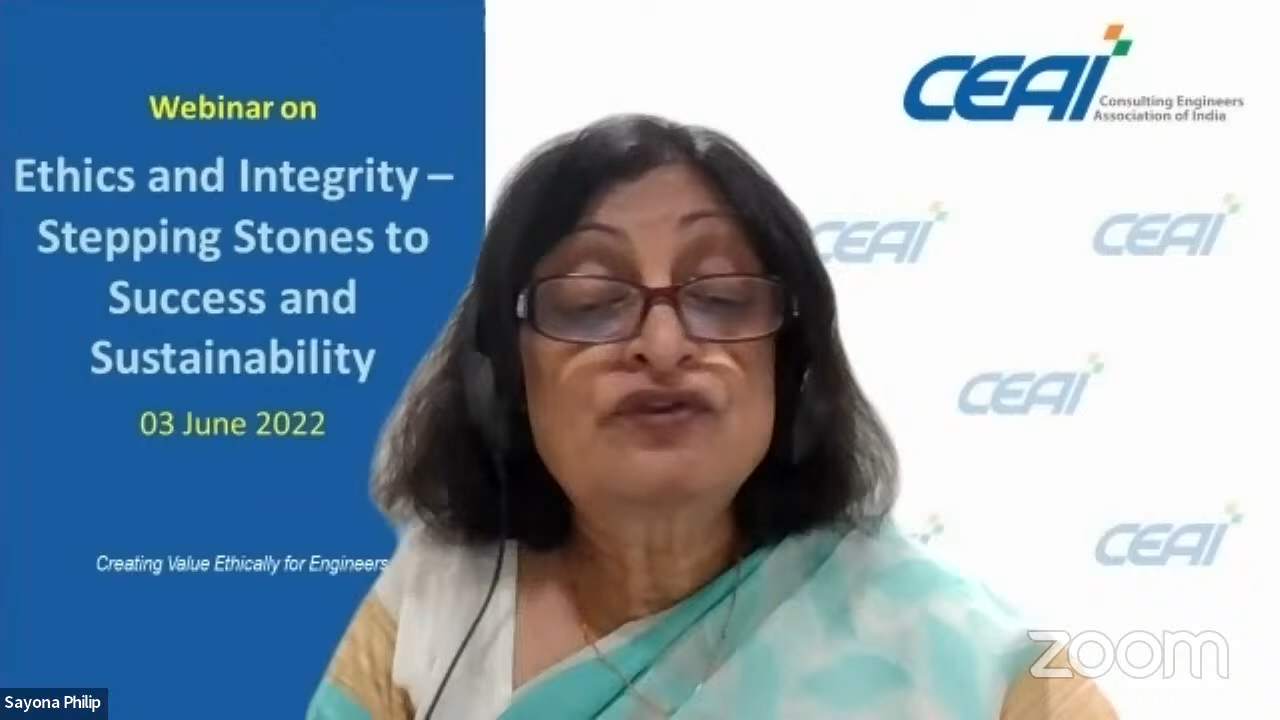 Webinar on
Ethics and Integrity –
Stepping Stones to
Success and
Sustainability
03 June 2022
Creating Value Ethically for Engineers
CEAI
Consulting Engineers
Association of India
CEAI
CEAI
CEAI
CEAI
zoom
Sayona Philip